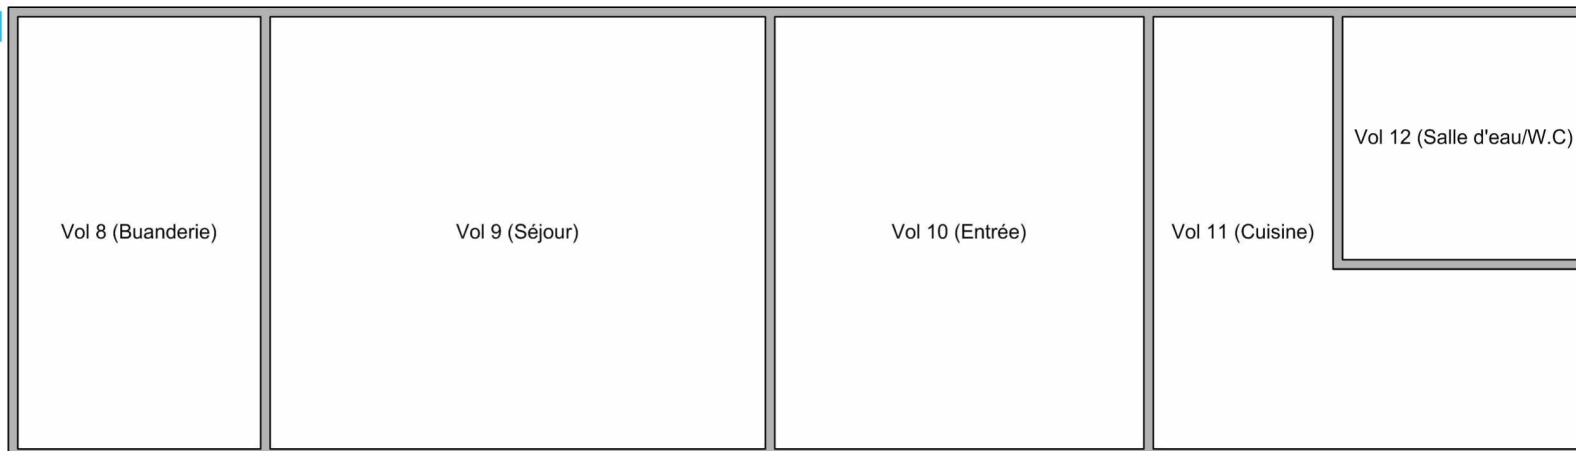 Vol 12 (Salle d'eau/W.C)
Vol 8 (Buanderie)
Vol 9 (Séjour)
Vol 10 (Entrée)
Vol 11 (Cuisine)